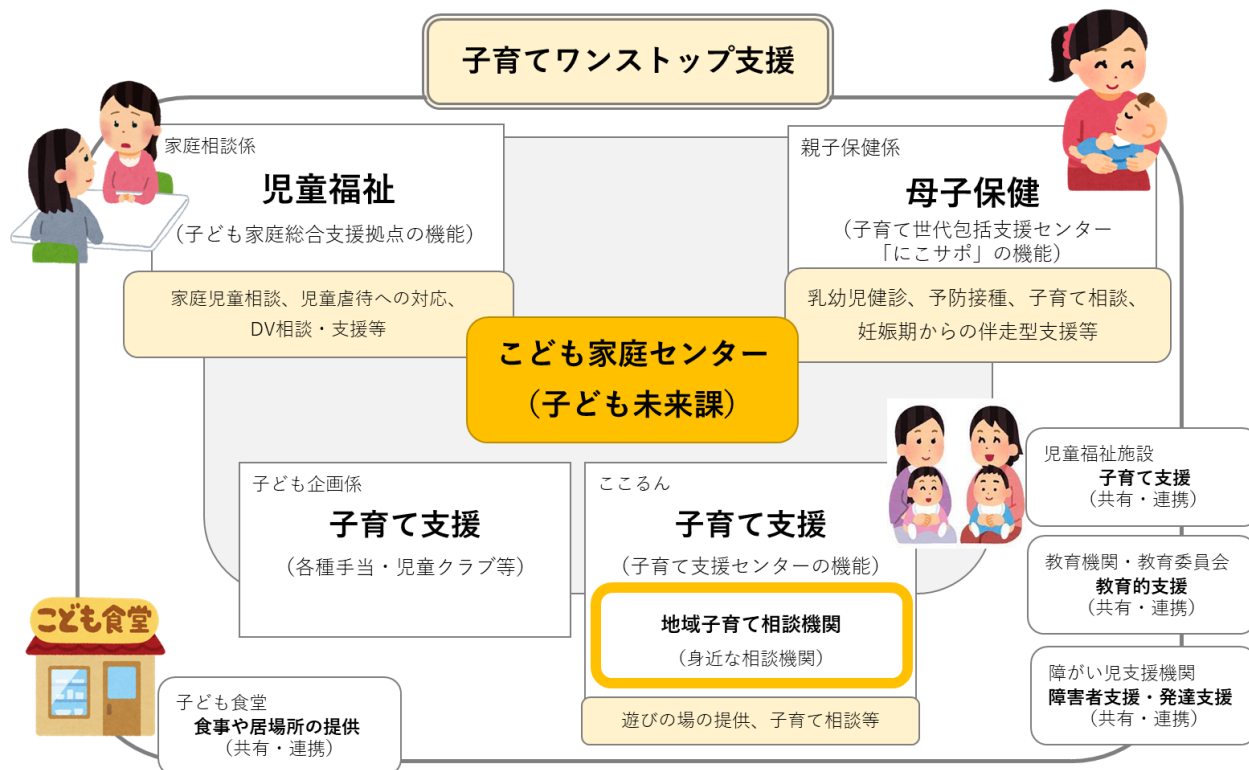 子育てワンストップ支援
家庭相談係
児童福祉
（子ども家庭総合支援拠点の機能）
家庭児童相談、児童虐待への対応、
DV相談・支援等
親子保健係
母子保健
（子育て世代包括支援センター
「にこサポ」の機能）
乳幼児健診、予防接種、子育て相談、
妊娠期からの伴走型支援等
こども家庭センター
（子ども未来課）
子ども企画係
子育て支援
（各種手当・児童クラブ等）
ここるん
子育て支援
（子育て支援センターの機能）
地域子育て相談機関
（身近な相談機関）
遊びの場の提供、子育て相談等
児童福祉施設
子育て支援
（共有・連携）
教育機関・教育委員会
教育的支援
（共有・連携）
障がい児支援機関
障害者支援・発達支援
（共有・連携）
こども食堂
子ども食堂
食事や居場所の提供
（共有・連携）